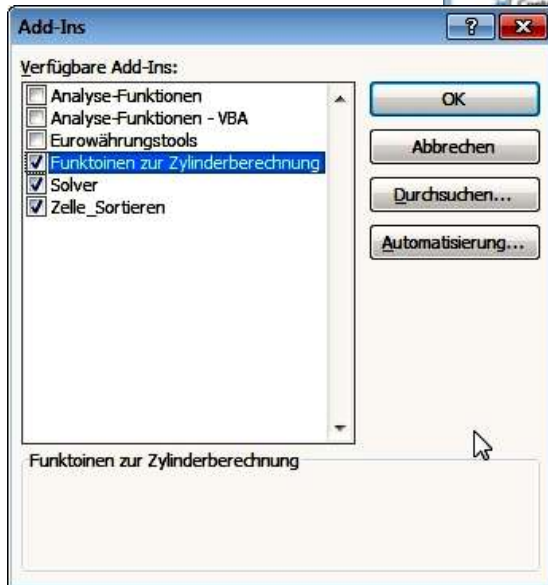 Add-Ins
Verfügbare Add-Ins:
Analyse-Funktionen
Analyse-Funktionen - VBA
Eurowährungstools
Funktoinen zur Zylinderberechnung
Solver
Zelle_Sortieren
OK
Abbrechen
Durchsuchen...
Automatisierung...
Funktoinen zur Zylinderberechnung